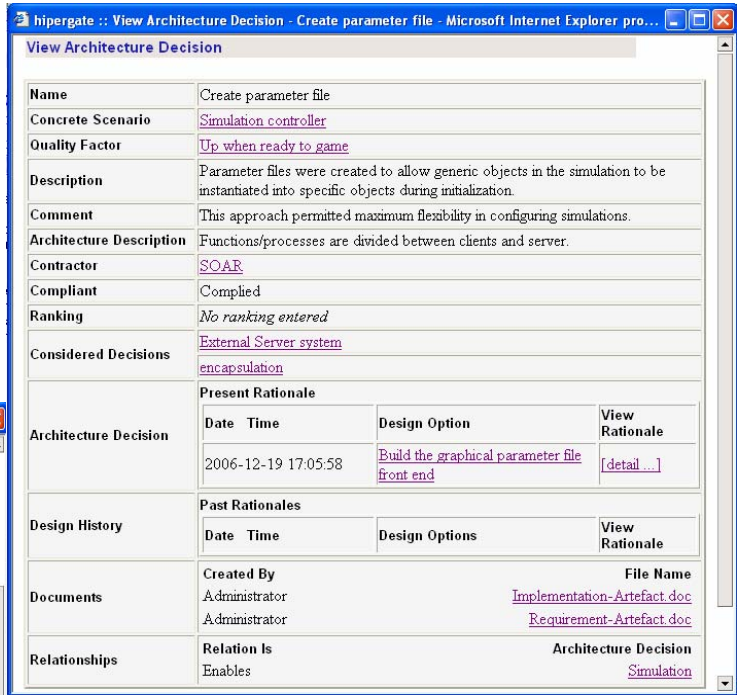 hipergate :: View Architecture Decision - Create parameter file - Microsoft Internet Explorer pro...
View Architecture Decision
Name Create parameter file
Concrete Scenario Simulation controller
Quality Factor Up when ready to game
Description Parameter files were created to allow generic objects in the simulation to be
instantiated into specific objects during initialization.
Comment This approach permitted maximum flexibility in configuring simulations.
Architecture Description Functions/processes are divided between clients and server.
Contractor SOAR
Compliant Complied
Ranking No ranking entered
Considered Decisions External Server system
encapsulation
Architecture Decision Present Rationale
Date Time Design Option View
Rationale
2006-12-19 17:05:58 Build the graphical parameter file
front end [detail ...]
Design History Past Rationales
Date Time Design Options View
Rationale
Documents Created By File Name
Administrator Implementation-Artefact.doc
Administrator Requirement-Artefact.doc
Relationships Relation Is Architecture Decision
Enables Simulation